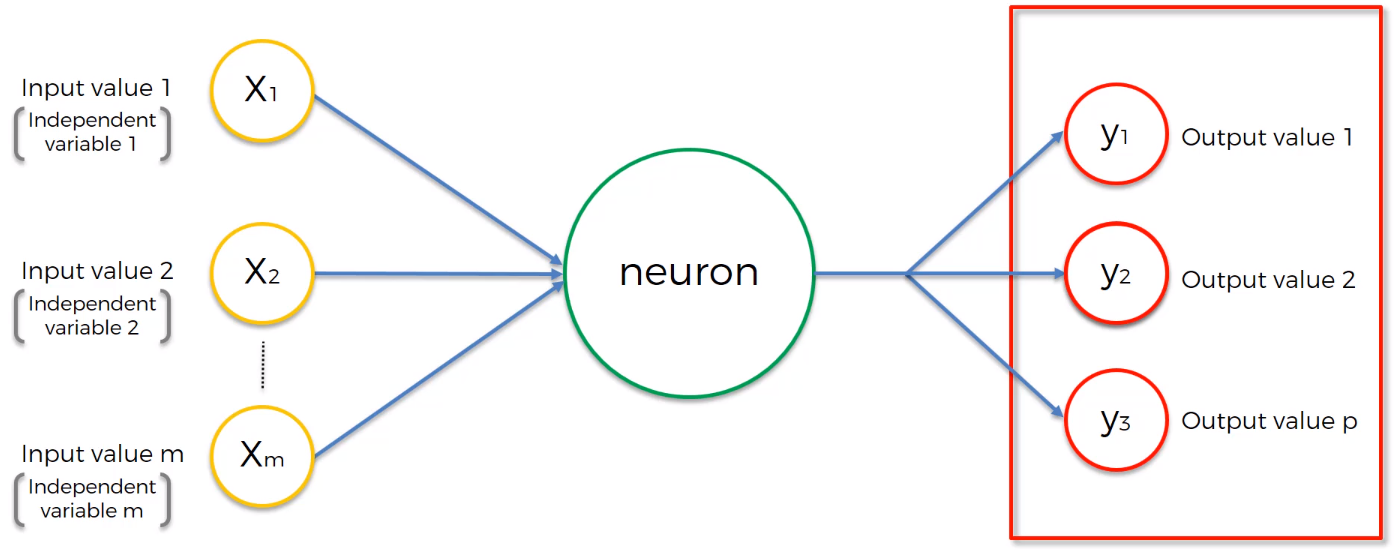 Input value 1
Independent
variable 1
X1
Input value 2
Independent
variable 2
X2
Input value m
Independent
variable m
Xm
neuron
y1
Output value 1
y2
Output value 2
y3
Output value p